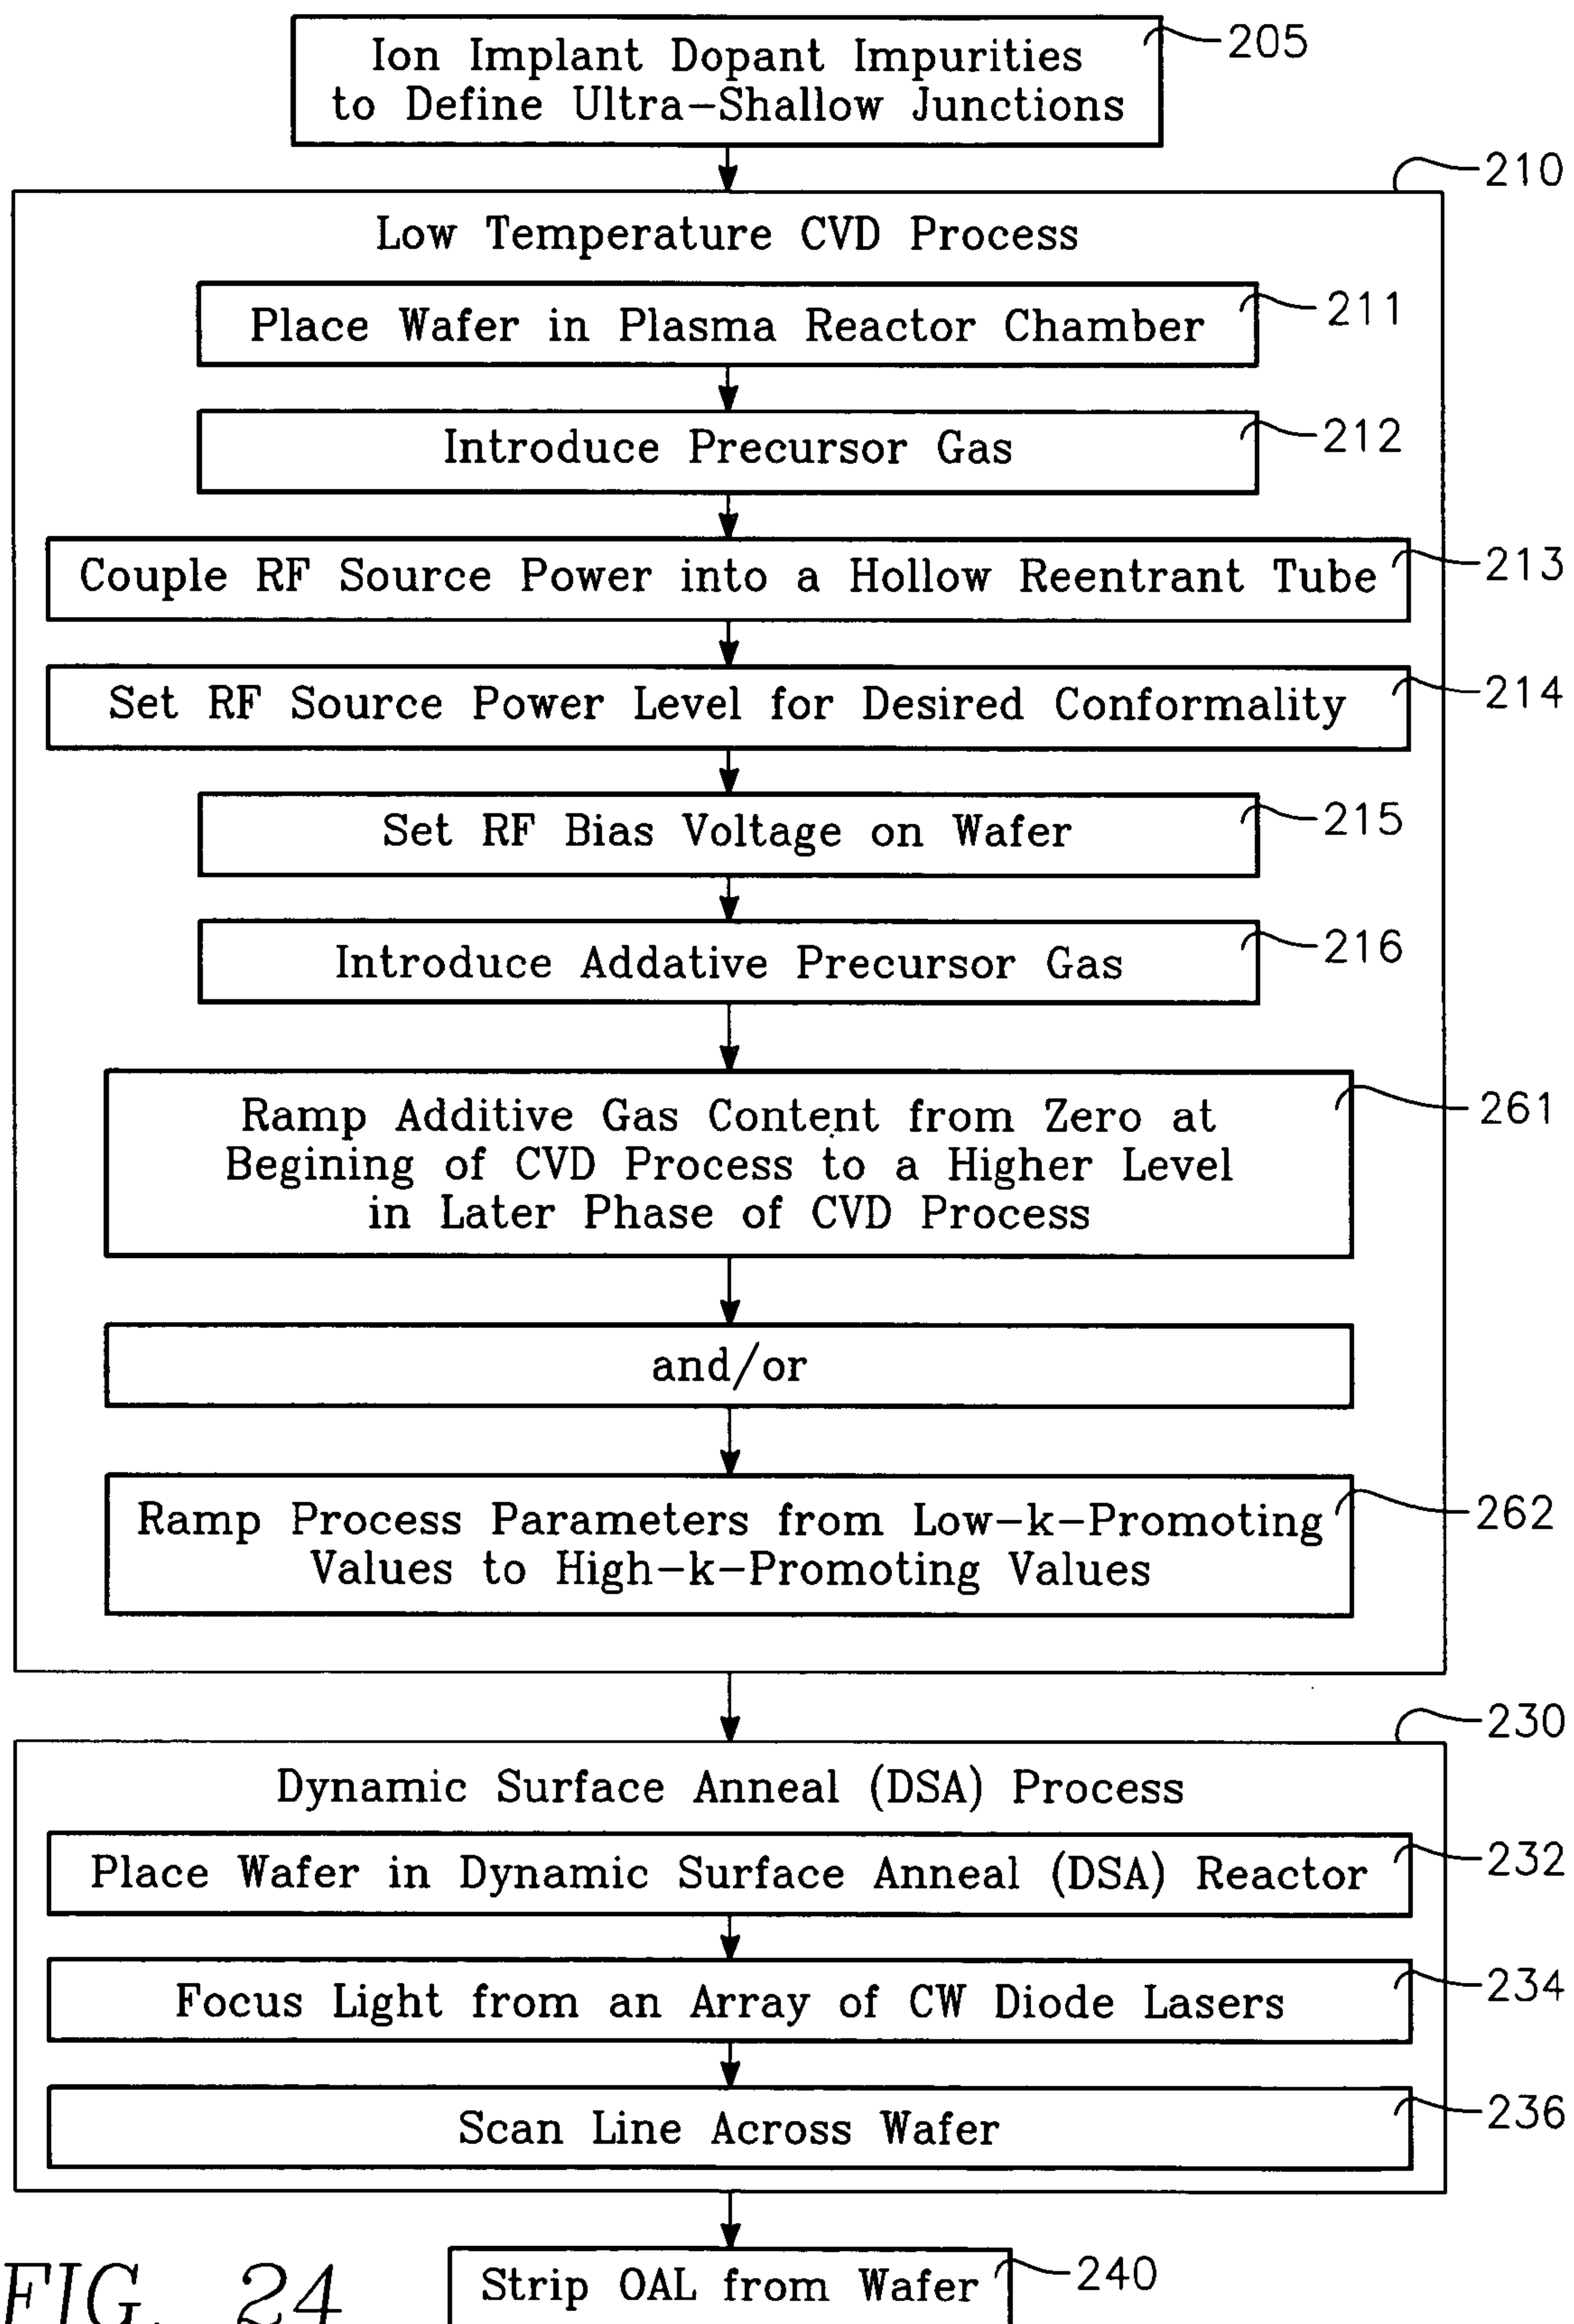 Ion Implant Dopant Impurities
to Define Ultra-Shallow Junctions
205
210
Low Temperature CVD Process
Place Wafer in Plasma Reactor Chamber
211
Introduce Precursor Gas
212
Couple RF Source Power into a Hollow Reentrant Tube
213
Set RF Source Power Level for Desired Conformality
214
Set RF Bias Voltage on Wafer
215
Introduce Addative Precursor Gas
216
Ramp Additive Gas Content from Zero at
Begining of CVD Process to a Higher Level
in Later Phase of CVD Process
261
and/or
Ramp Process Parameters from Low-k-Promoting
Values to High-k-Promoting Values
262
230
Dynamic Surface Anneal (DSA) Process
Place Wafer in Dynamic Surface Anneal (DSA) Reactor
232
Focus Light from an Array of CW Diode Lasers
234
Scan Line Across Wafer
236
Strip OAL from Wafer
240
FIG. 24